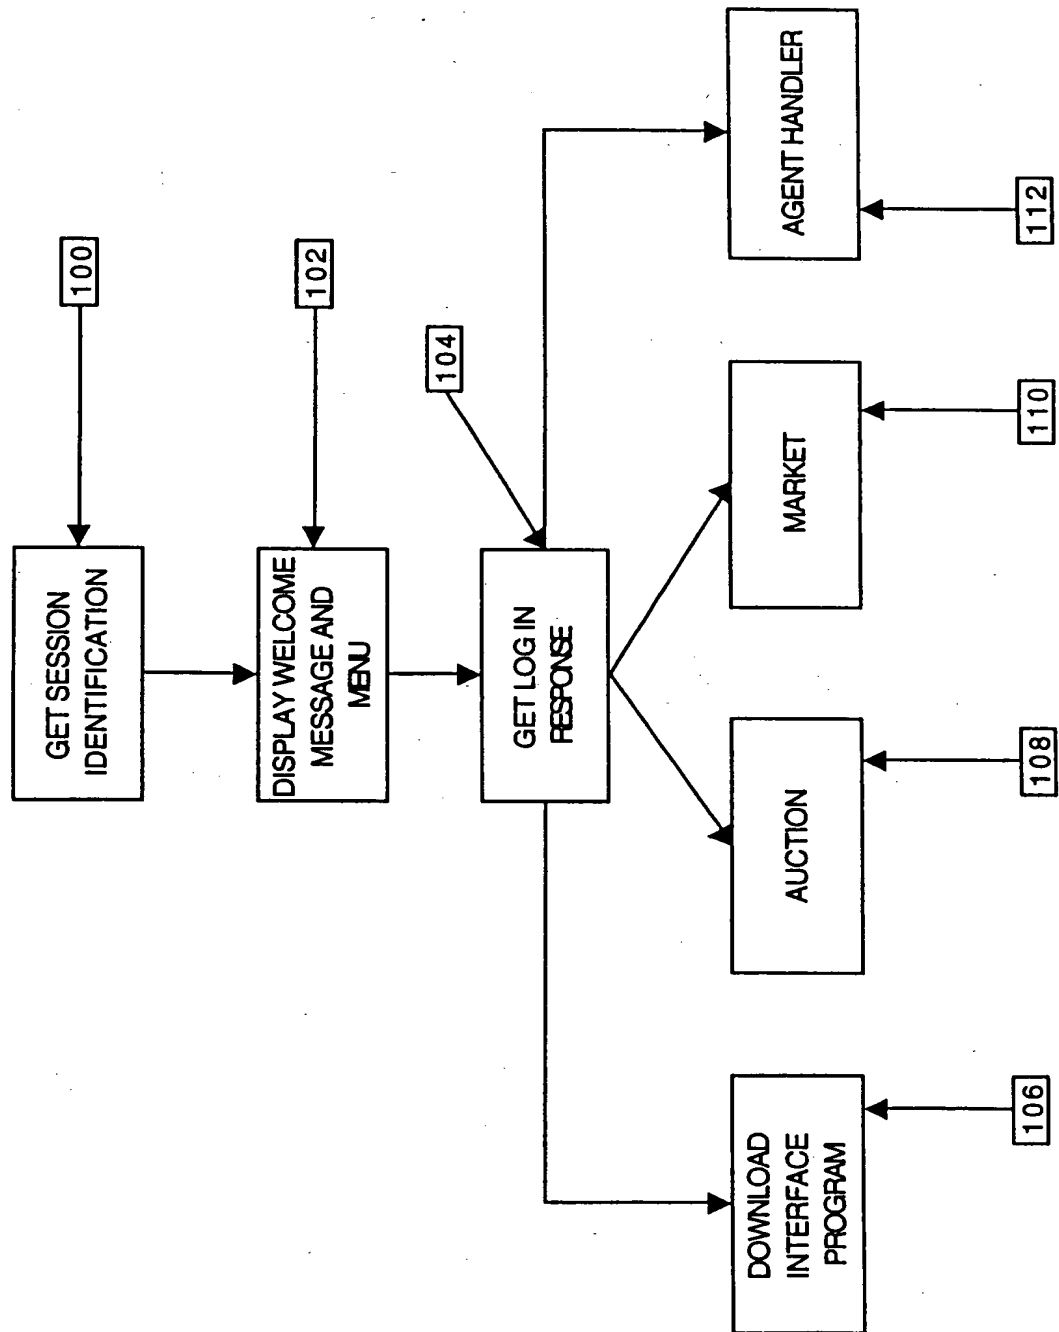 GET SESSION
IDENTIFICATION
100
DISPLAY WELCOME
MESSAGE AND
MENU
102
GET LOG IN
RESPONSE
104
DOWNLOAD
INTERFACE
PROGRAM
106
AUCTION
108
MARKET
110
AGENT HANDLER
112